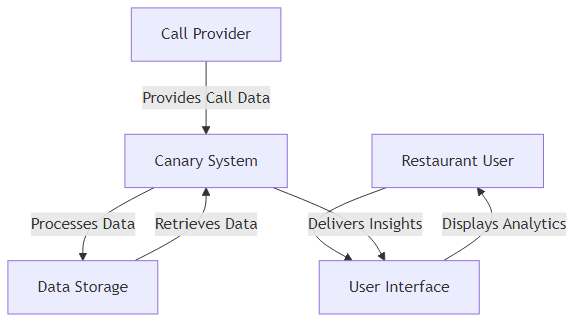 Call Provider
Provides Call Data
Canary System
Restaurant User
Processes Data
Retrieves Data
Delivers Insights
Displays Analytics
Data Storage
User Interface